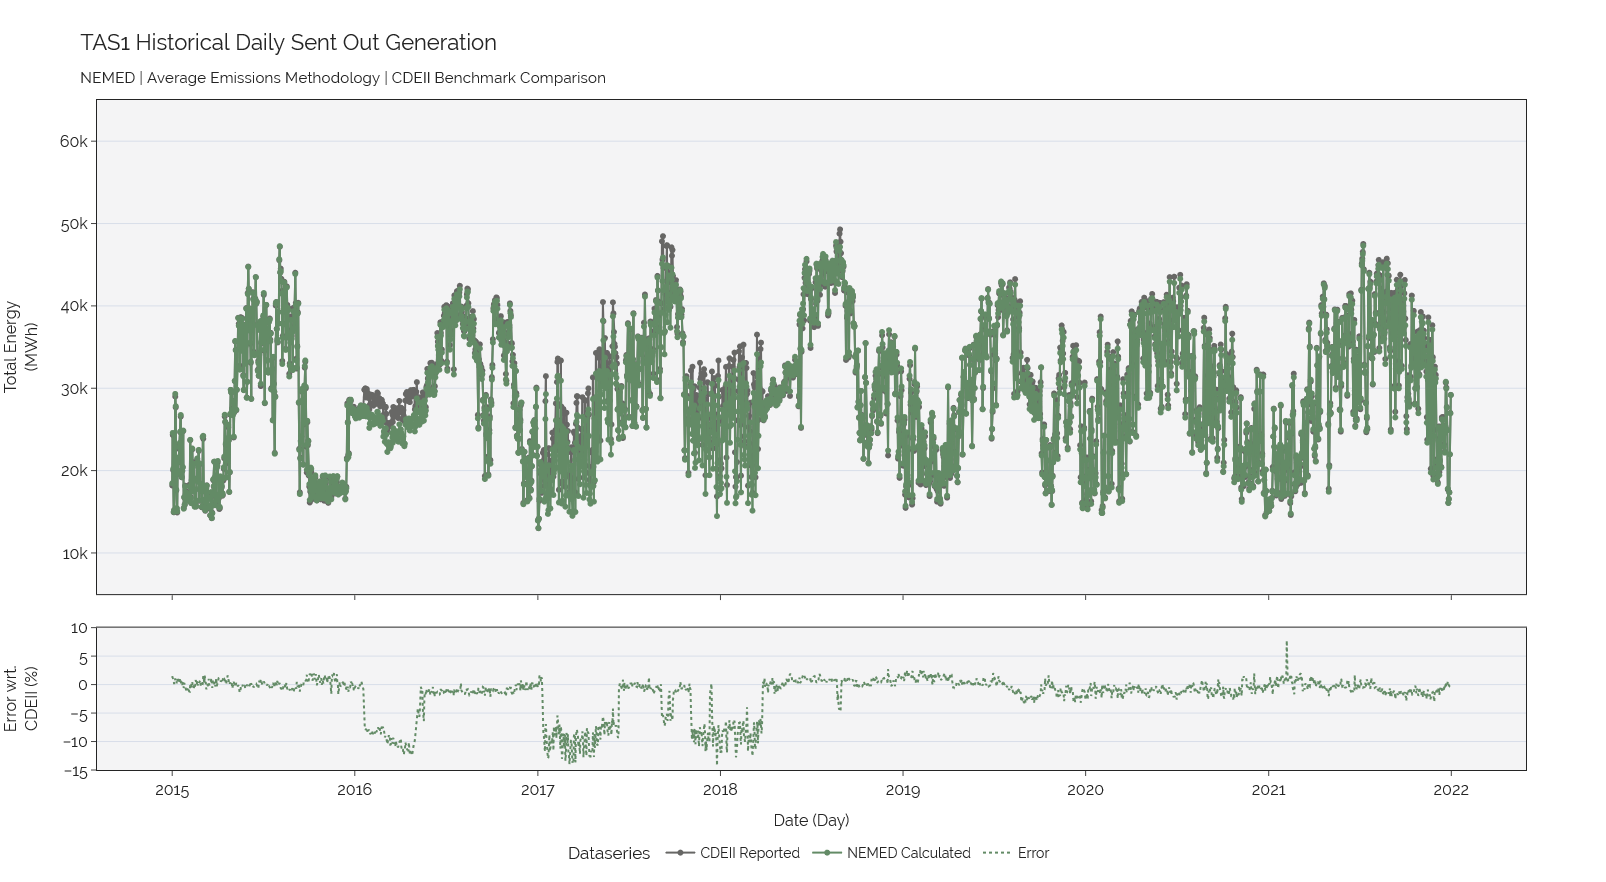 TAS1 Historical Daily Sent Out Generation
NEMED | Average Emissions Methodology | CDEII Benchmark Comparison
Total Energy
(MWh)
60k
50k
40k
30k
20k
10k
Error wrt.
CDEII (%)
10
5
0
−5
−10
−15
2015 2016 2017 2018 2019 2020 2021 2022
Date (Day)
Dataseries CDEII Reported NEMED Calculated Error